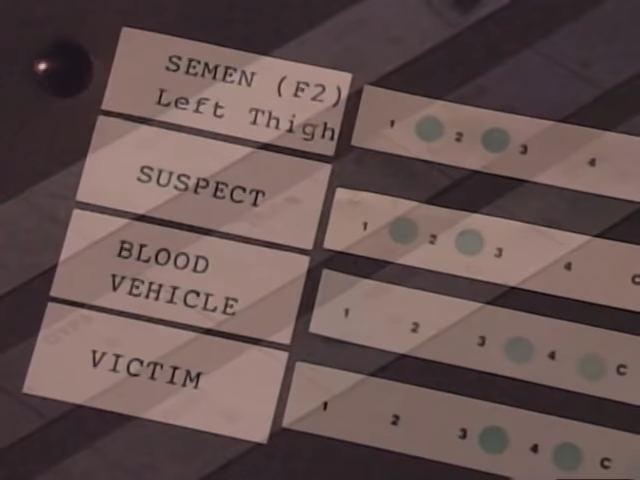 SEMEN (F2)
Left Thigh
1 2 3 4
SUSPECT
1 2 3 4 C
BLOOD
VEHICLE
1 2 3 4 C
VICTIM
1 2 3 4 C